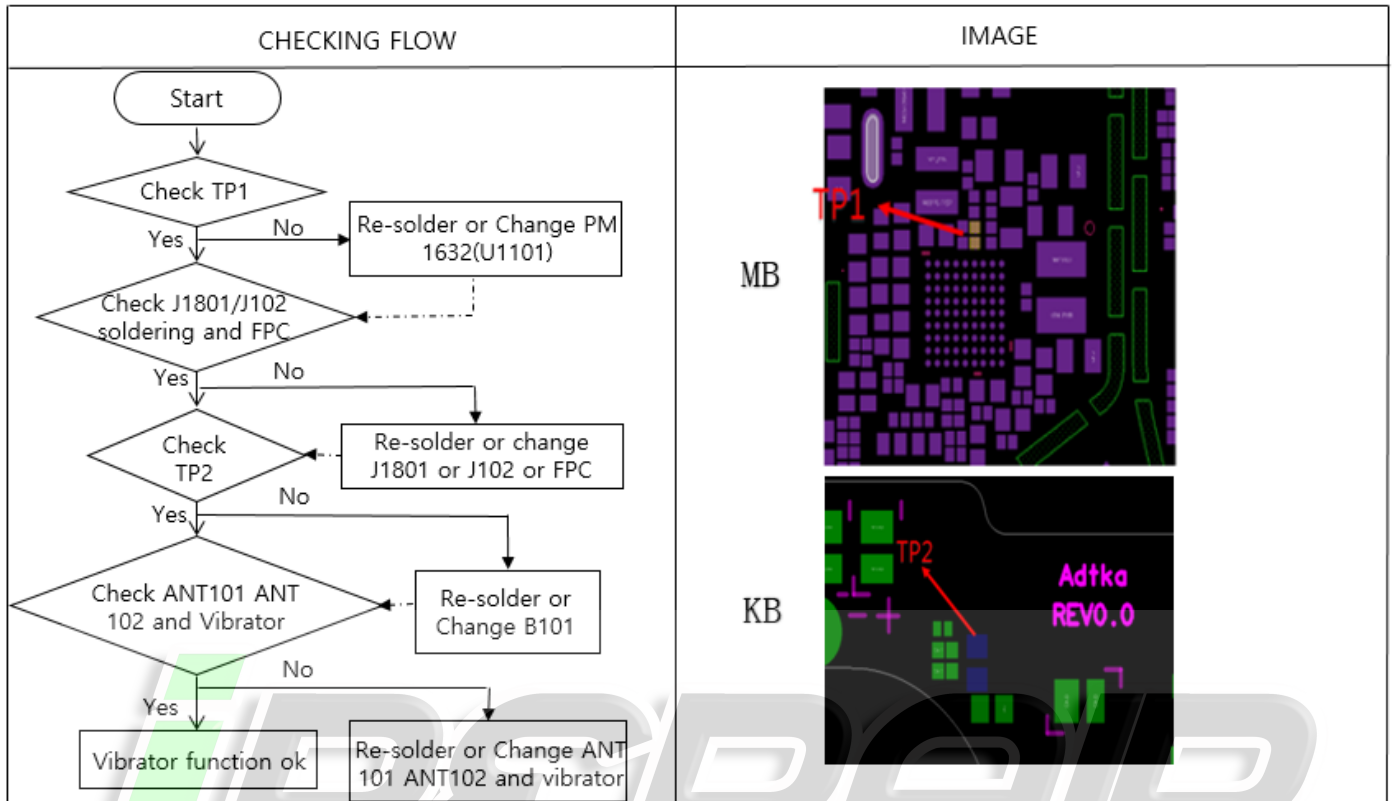 CHECKING FLOW
IMAGE
Start
Check TP1
No
Yes
Re-solder or Change PM
1632(U1101)
Check J1801/J102
soldering and FPC
Yes
No
Check
TP2
Re-solder or change
J1801 or J102 or FPC
No
Yes
Check ANT101 ANT
102 and Vibrator
Re-solder or
Change B101
No
Yes
Vibrator function ok
Re-solder or Change ANT
101 ANT102 and vibrator
MB
TP1
KB
TP2
Adtka
REV0.0